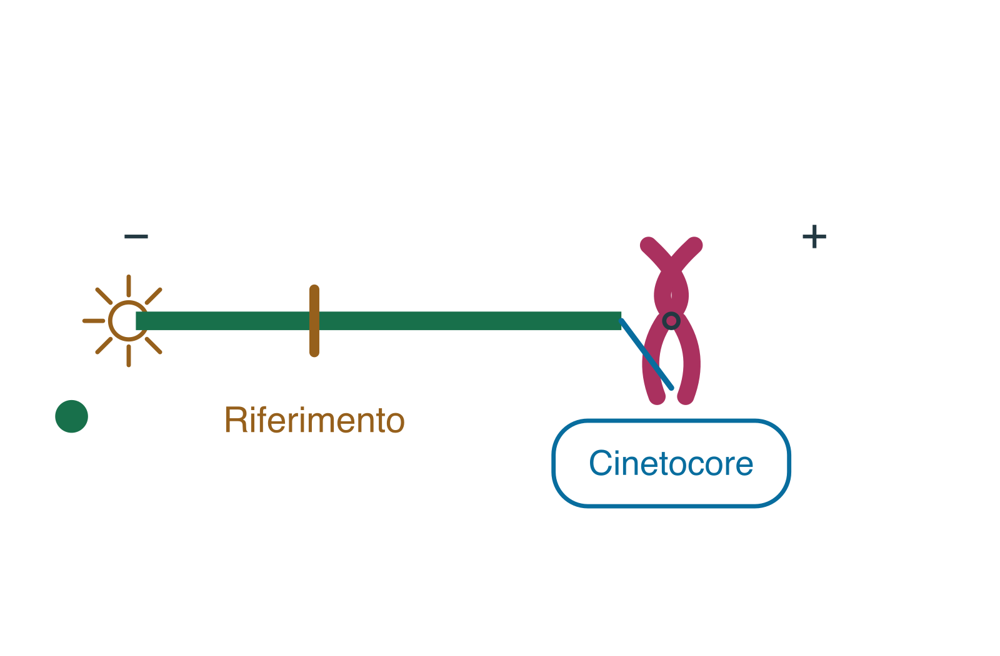 − +
Riferimento
Cinetocore